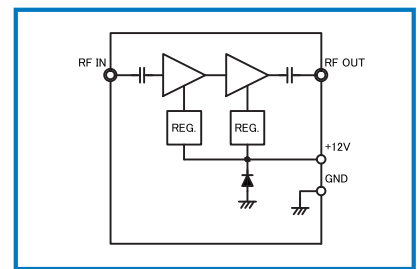 RF IN
RF OUT
REG.
REG.
+12V
GND